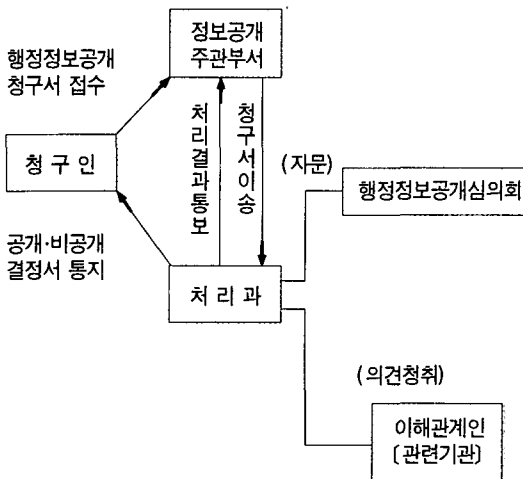 정보공개
주관부서
행정정보공개
청구서 접수
처리결과통보
청구서이송
청 구 인
(자문)
행정정보공개심의회
공개·비공개
결정서 통지
처 리 과
(의견청취)
이해관계인
〔관련기관〕